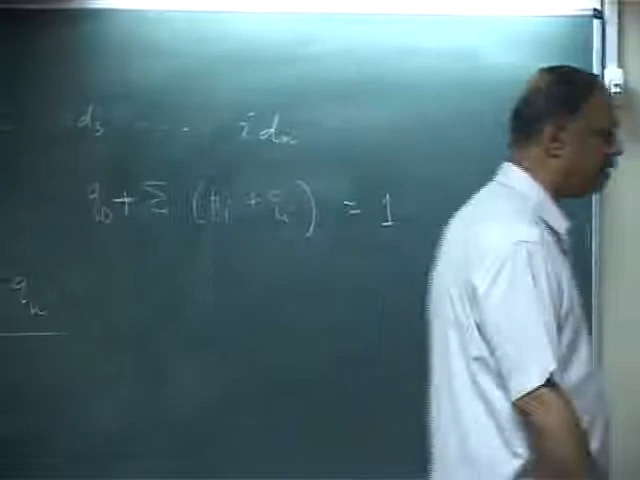 d₃ .... i dₙ
q₀ + Σ (pᵢ + qᵢ) = 1
qₙ